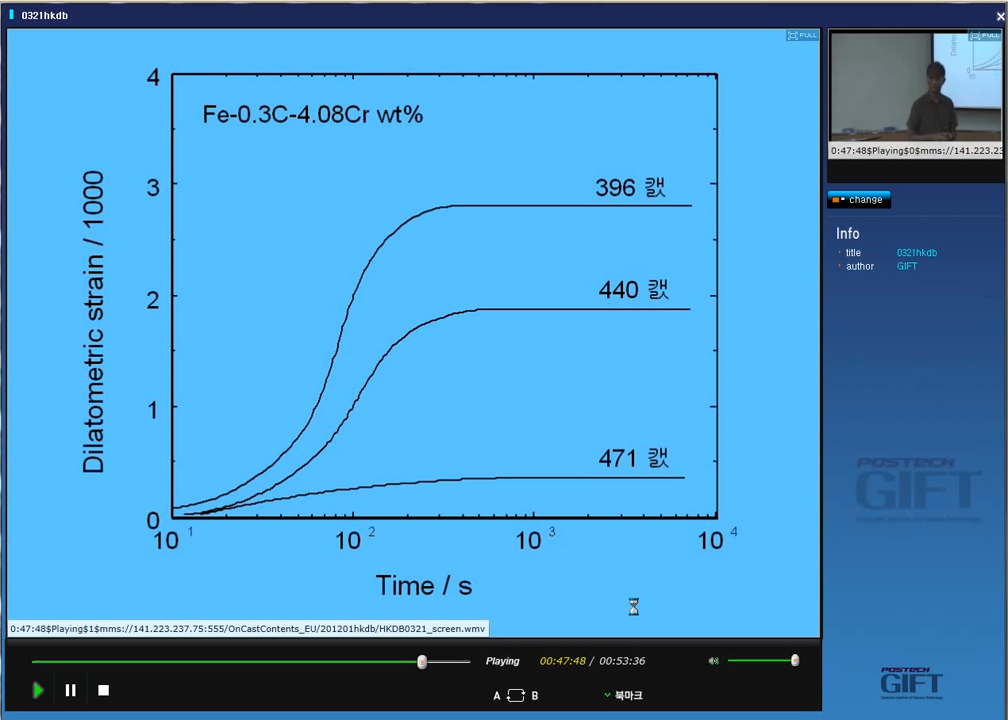 0321hkdb
FULL
4
Fe-0.3C-4.08Cr wt%
3
396 캜
2
440 캜
1
471 캜
0
10 1
10 2
10 3
10 4
Dilatometric strain / 1000
Time / s
0:47:48$Playing$1$mms://141.223.237.75:555/OnCastContents_EU/201201hkdb/HKDB0321_screen.wmv
Playing
00:47:48 / 00:53:36
A B
북마크
FULL
0:47:48$Playing$0$mms://141.223.23
change
Info
title 0321hkdb
author GIFT
POSTECH
GIFT
POSTECH
GIFT